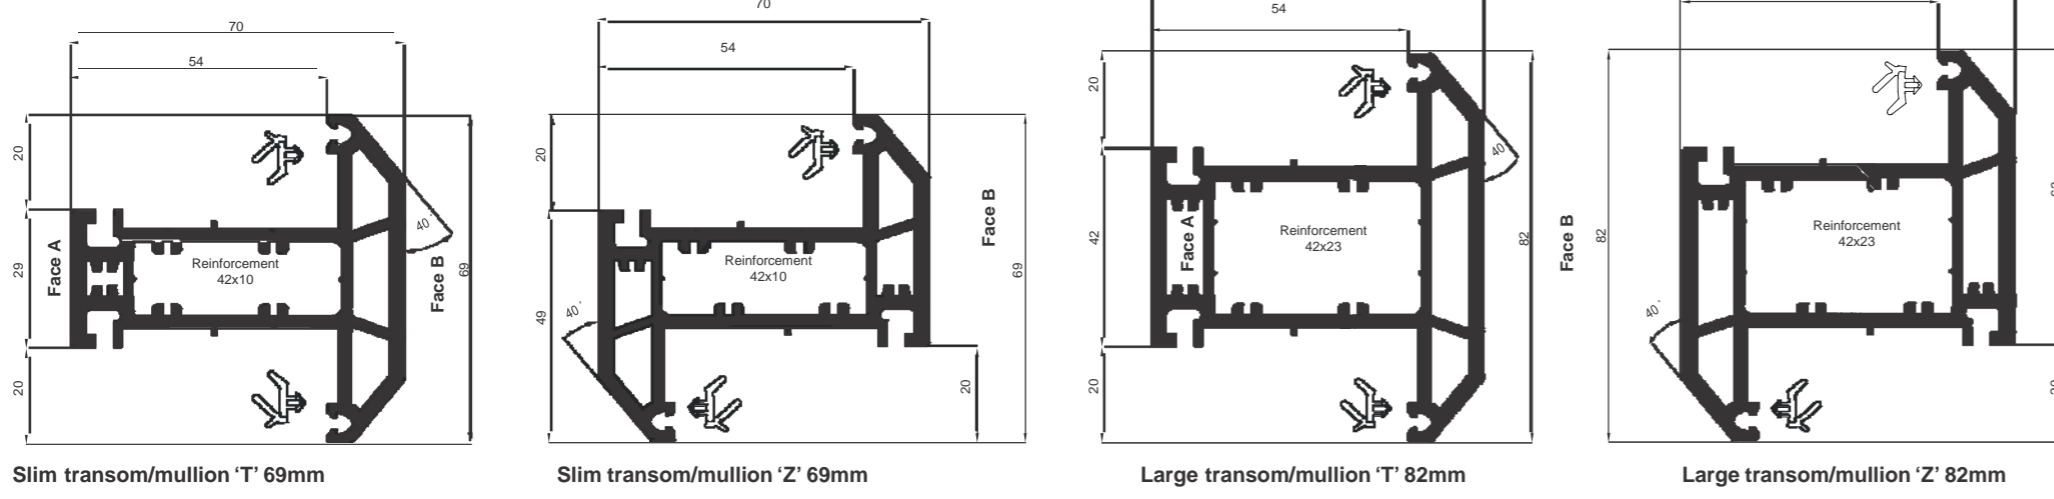 70
54
20
29
20
Face A
Reinforcement
42x10
40°
Face B
69
Slim transom/mullion ‘T’ 69mm
70
54
20
49
40°
Reinforcement
42x10
Face B
69
20
Slim transom/mullion ‘Z’ 69mm
54
20
42
20
Face A
Reinforcement
42x23
40°
82
Face B
Large transom/mullion ‘T’ 82mm
82
40°
Reinforcement
42x23
Large transom/mullion ‘Z’ 82mm